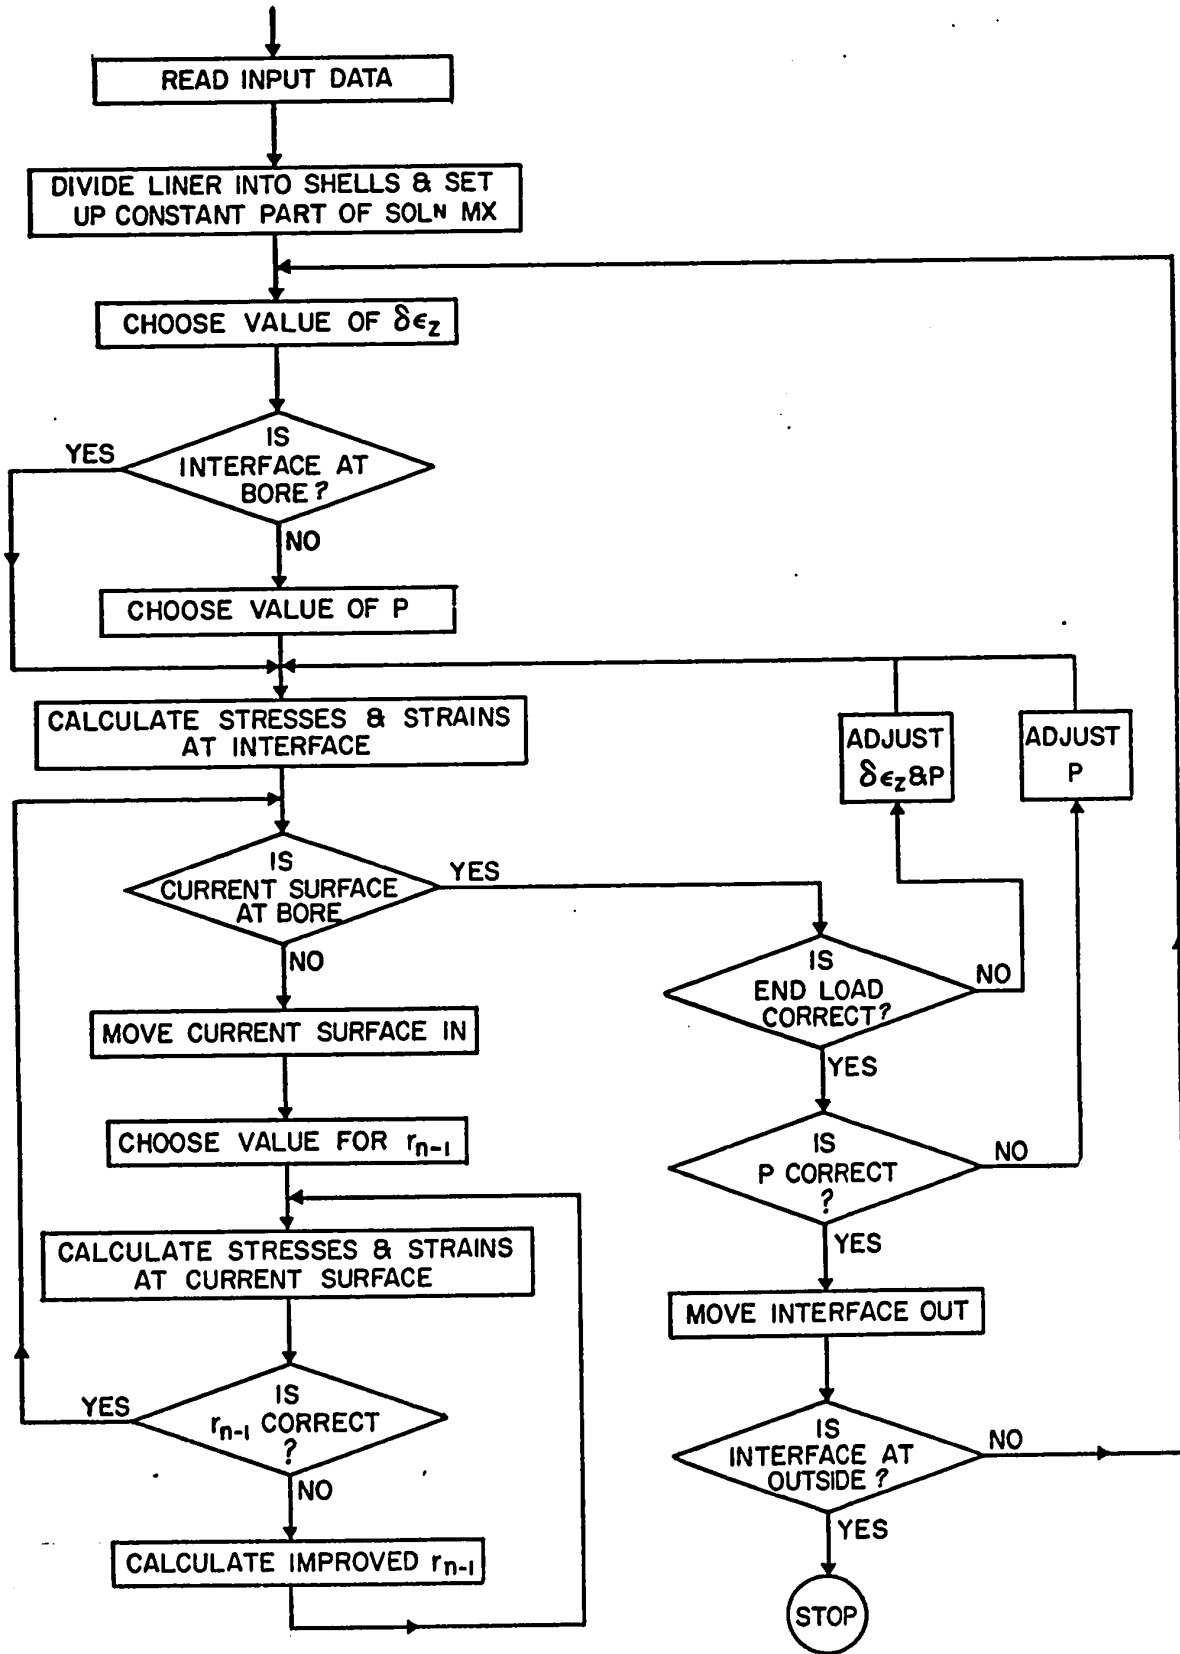 READ INPUT DATA
DIVIDE LINER INTO SHELLS & SET
UP CONSTANT PART OF SOLN MX
CHOOSE VALUE OF δϵz
IS
INTERFACE AT
BORE?
YES
NO
CHOOSE VALUE OF P
CALCULATE STRESSES & STRAINS
AT INTERFACE
IS
CURRENT SURFACE
AT BORE
YES
NO
MOVE CURRENT SURFACE IN
CHOOSE VALUE FOR rn-1
CALCULATE STRESSES & STRAINS
AT CURRENT SURFACE
IS
rn-1 CORRECT
?
YES
NO
CALCULATE IMPROVED rn-1
ADJUST
δϵz&P
ADJUST
P
IS
END LOAD
CORRECT?
NO
YES
IS
P CORRECT
?
NO
YES
MOVE INTERFACE OUT
IS
INTERFACE AT
OUTSIDE?
NO
YES
STOP